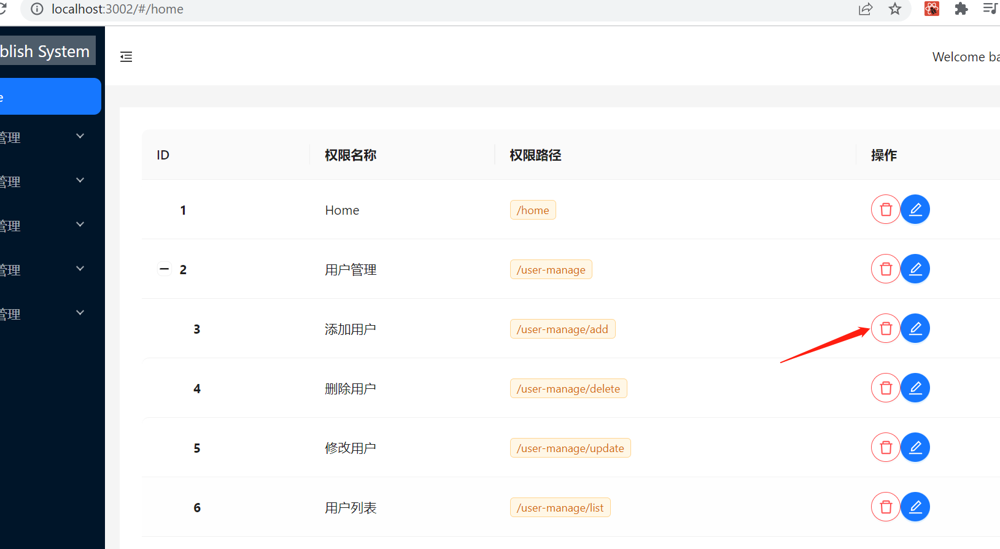 localhost:3002/#/home
blish System
Welcome ba
e
管理
管理
管理
管理
管理
ID 权限名称 权限路径 操作
1 Home /home
2 用户管理 /user-manage
3 添加用户 /user-manage/add
4 删除用户 /user-manage/delete
5 修改用户 /user-manage/update
6 用户列表 /user-manage/list